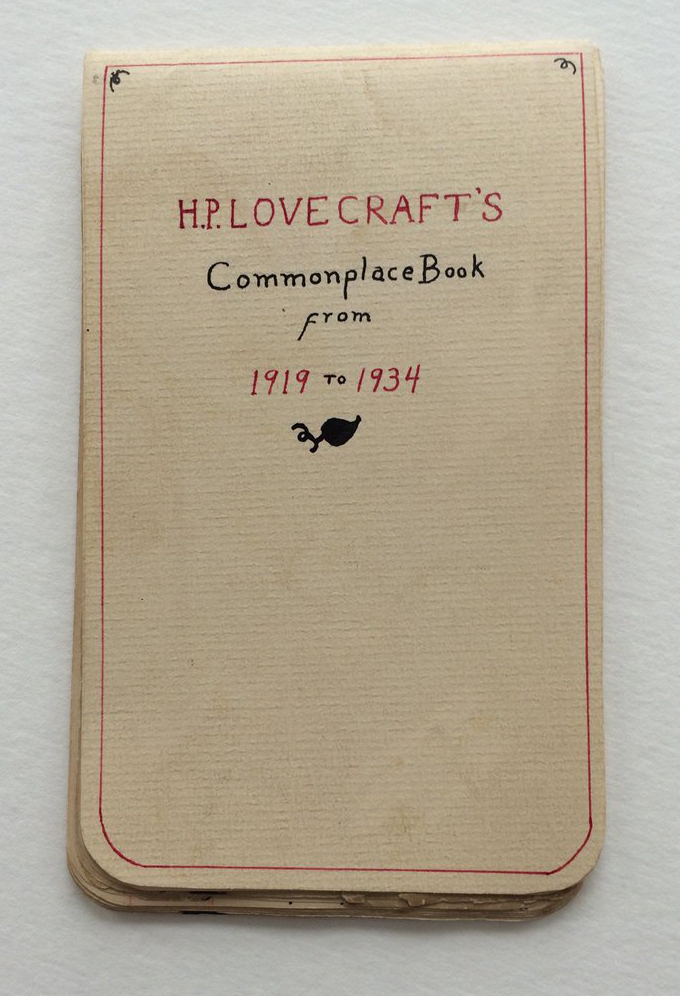 H.P. LOVECRAFT'S
Commonplace Book
from
1919 TO 1934